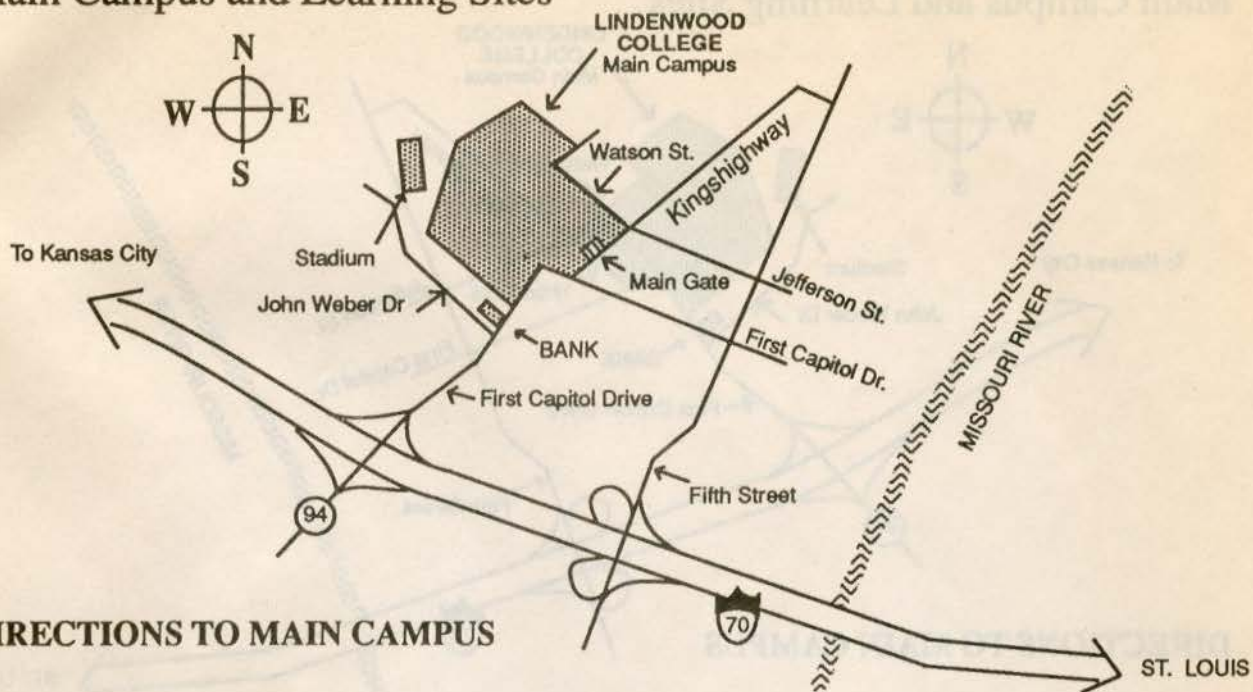 Main Campus and Learning Sites
LINDENWOOD
COLLEGE
Main Campus
N
W E
S
Watson St.
Kingshighway
To Kansas City
Stadium
Main Gate
Jefferson St.
John Weber Dr
BANK
First Capitol Dr.
MISSOURI RIVER
First Capitol Drive
Fifth Street
94
70
DIRECTIONS TO MAIN CAMPUS
ST. LOUIS